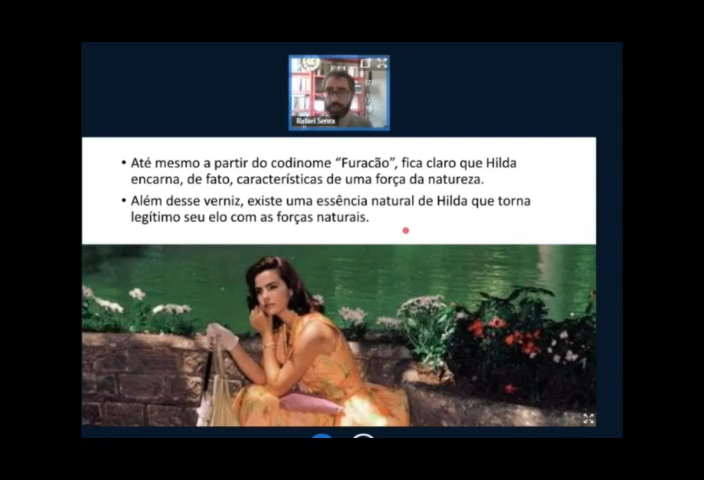 Rafael Senra
• Até mesmo a partir do codinome “Furacão”, fica claro que Hilda
encarna, de fato, características de uma força da natureza.
• Além desse verniz, existe uma essência natural de Hilda que torna
legítimo seu elo com as forças naturais.